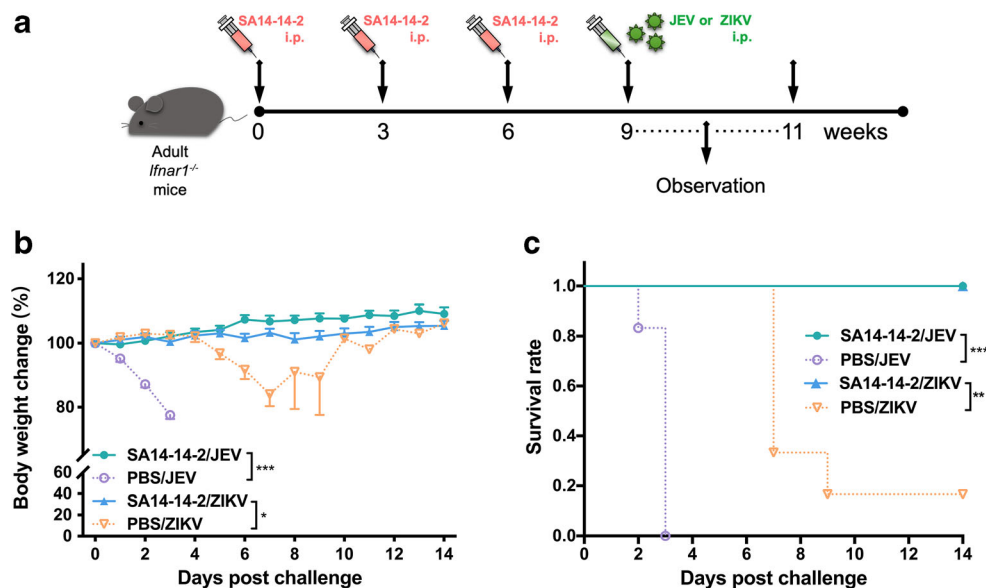 a
SA14-14-2
i.p.
SA14-14-2
i.p.
SA14-14-2
i.p.
JEV or ZIKV
i.p.
0 3 6 9 11 weeks
Adult
Ifnar1-/-
mice
Observation
b
Body weight change (%)
120
100
80
60
40
20
0
SA14-14-2/JEV
PBS/JEV
***
SA14-14-2/ZIKV
PBS/ZIKV
*
0 2 4 6 8 10 12 14
Days post challenge
c
Survival rate
1.0
0.8
0.6
0.4
0.2
0.0
SA14-14-2/JEV
PBS/JEV
***
SA14-14-2/ZIKV
PBS/ZIKV
**
0 2 4 6 8 10 12 14
Days post challenge